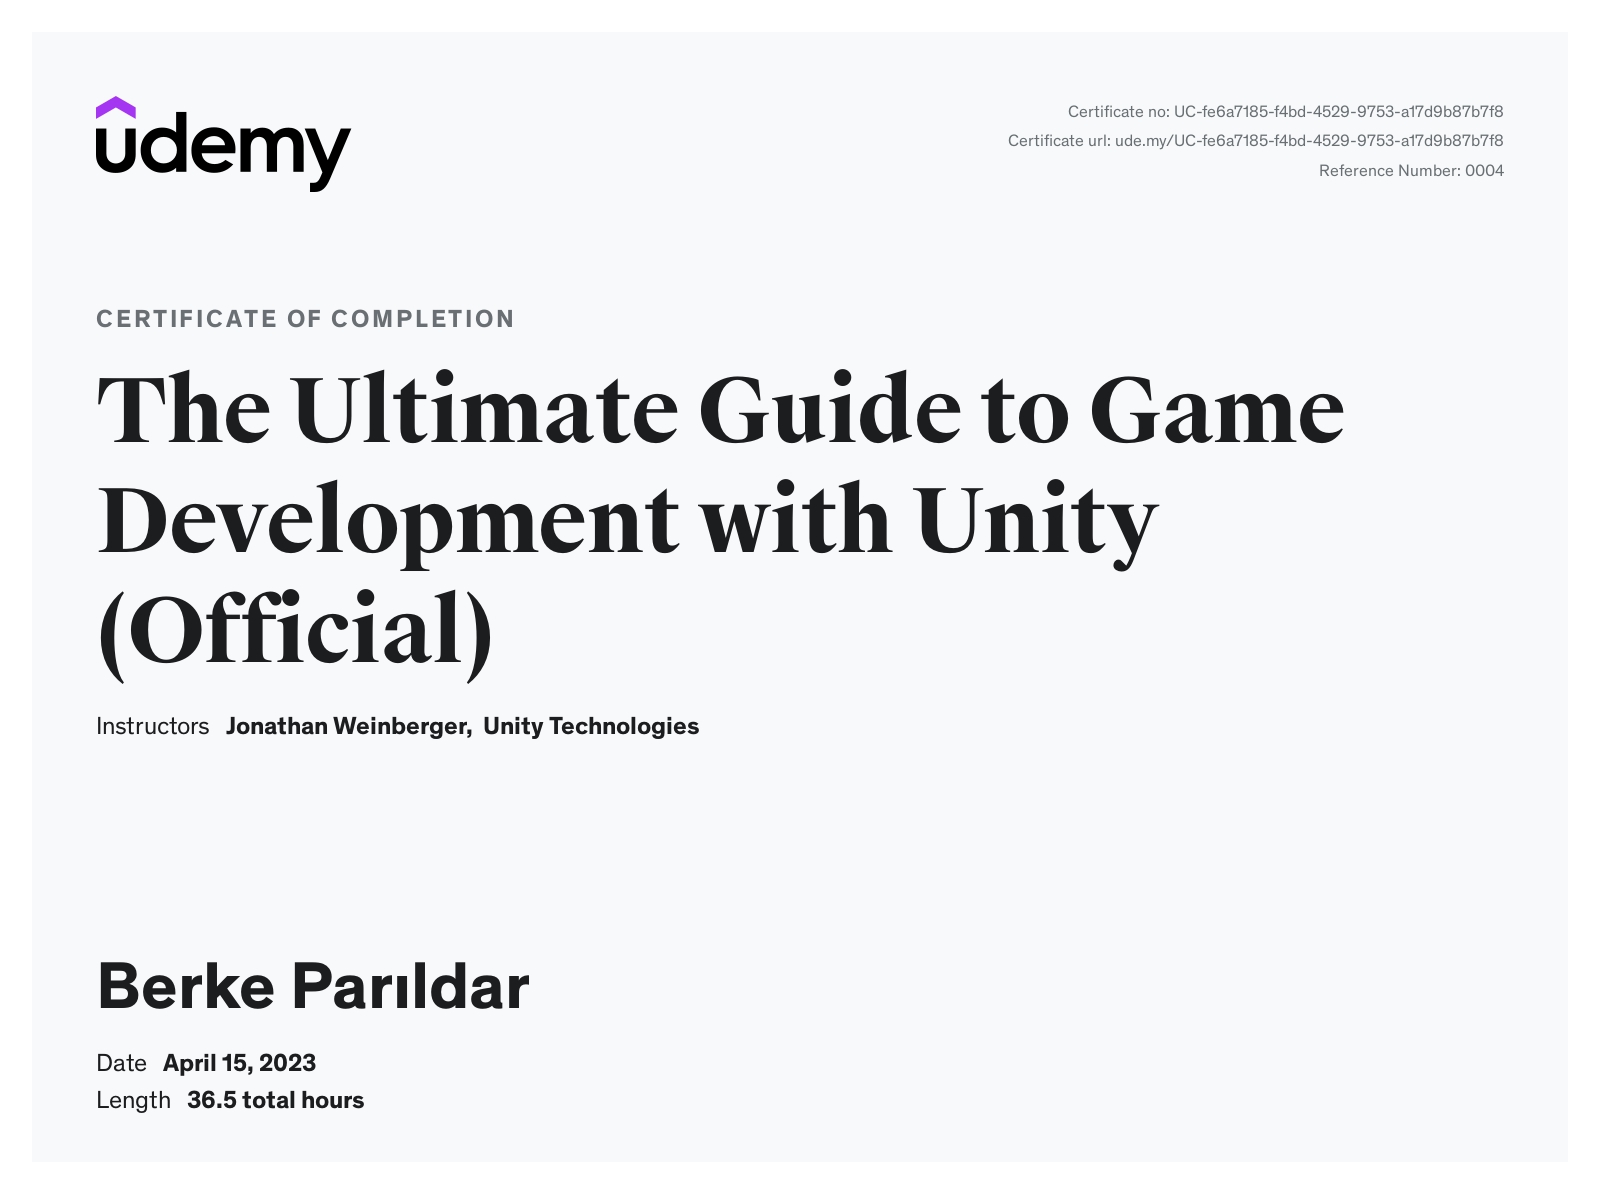 udemy
Certificate no: UC-fe6a7185-f4bd-4529-9753-a17d9b87b7f8
Certificate url: ude.my/UC-fe6a7185-f4bd-4529-9753-a17d9b87b7f8
Reference Number: 0004
CERTIFICATE OF COMPLETION
The Ultimate Guide to Game
Development with Unity
(Official)
Instructors Jonathan Weinberger, Unity Technologies
Berke Parıldar
Date April 15, 2023
Length 36.5 total hours